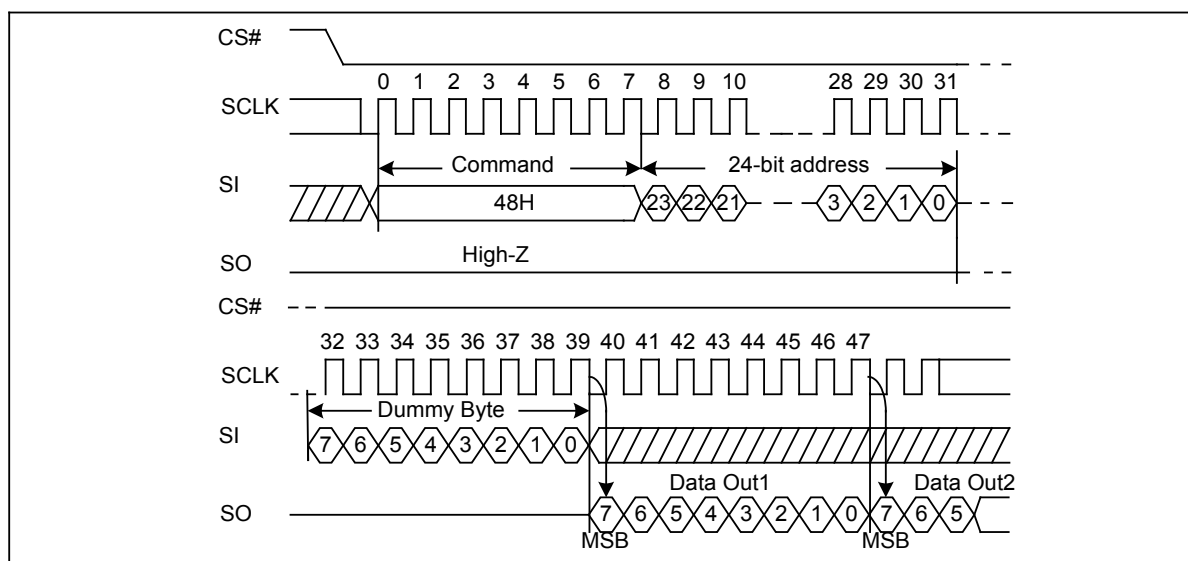 CS#
0 1 2 3 4 5 6 7 8 9 10 28 29 30 31
SCLK
Command 24-bit address
SI
48H 23 22 21 3 2 1 0
High-Z
SO
CS#
32 33 34 35 36 37 38 39 40 41 42 43 44 45 46 47
SCLK
Dummy Byte
SI
7 6 5 4 3 2 1 0
Data Out1 Data Out2
SO
7 6 5 4 3 2 1 0 7 6 5
MSB MSB